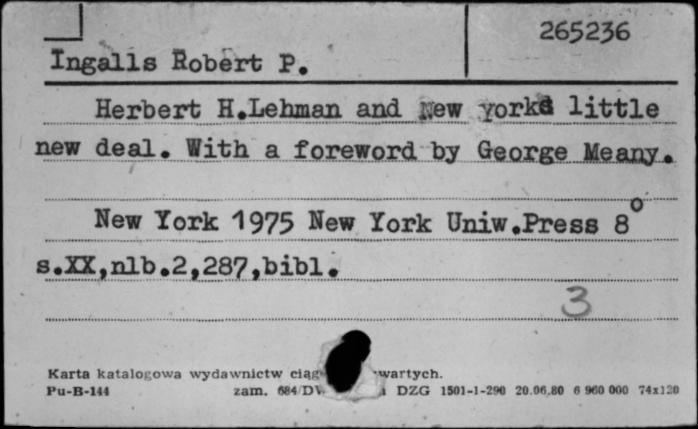 265236
Ingalls Robert P.
Herbert H.Lehman and New yorks little
new deal. With a foreword by George Meany.
New York 1975 New York Uniw.Press 8°
s.XX,nlb.2,287,bibl.
3
Karta katalogowa wydawnictw ciąg wartych.
Pu-B-144 zam. 684/D DZG 1501-1-290 20.06.80 6 960 000 74x120